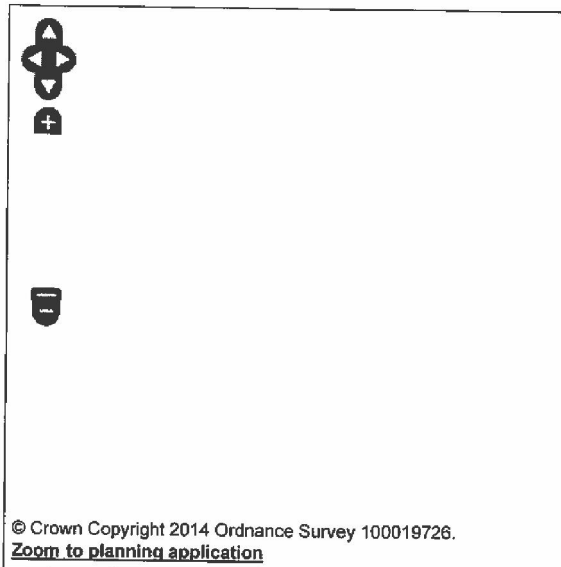 © Crown Copyright 2014 Ordnance Survey 100019726.
Zoom to planning application